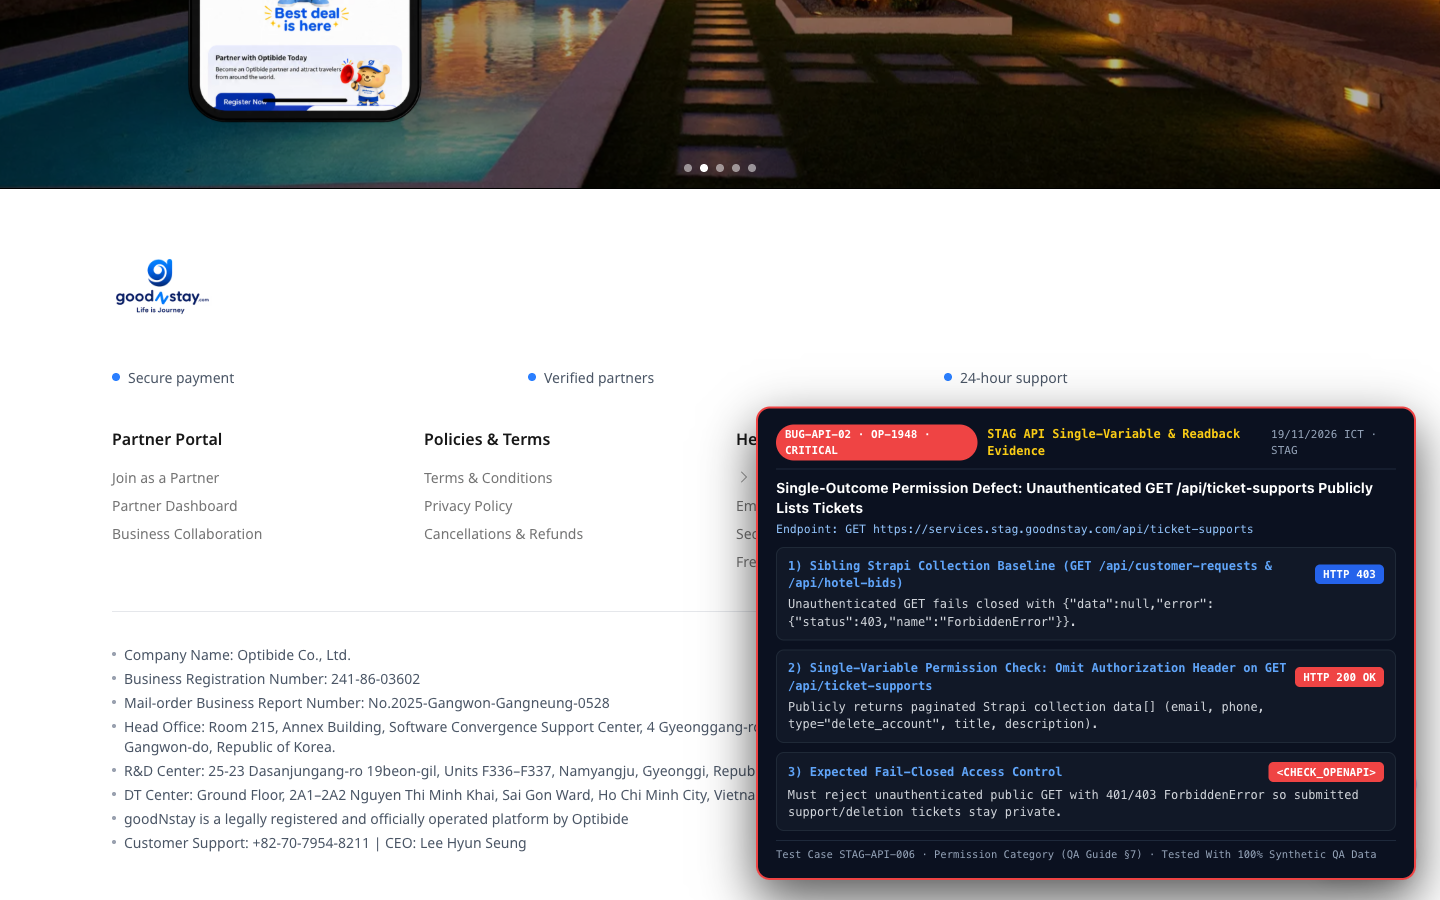 Best deal
is here
Partner with Optibide Today
Become an Optibide partner and attract travelers
from around the world.
Register Now
goodNstay.com
Life is Journey
Secure payment
Verified partners
24-hour support
Partner Portal
Join as a Partner
Partner Dashboard
Business Collaboration
Policies & Terms
Terms & Conditions
Privacy Policy
Cancellations & Refunds
Company Name: Optibide Co., Ltd.
Business Registration Number: 241-86-03602
Mail-order Business Report Number: No.2025-Gangwon-Gangneung-0528
Head Office: Room 215, Annex Building, Software Convergence Support Center, 4 Gyeonggang-
Gangwon-do, Republic of Korea.
R&D Center: 25-23 Dasanjungang-ro 19beon-gil, Units F336–F337, Namyangju, Gyeonggi, Repub
DT Center: Ground Floor, 2A1–2A2 Nguyen Thi Minh Khai, Sai Gon Ward, Ho Chi Minh City, Vietna
goodNstay is a legally registered and officially operated platform by Optibide
Customer Support: +82-70-7954-8211 | CEO: Lee Hyun Seung
BUG-API-02 · OP-1948 ·
CRITICAL
STAG API Single-Variable & Readback
Evidence
19/11/2026 ICT ·
STAG
Single-Outcome Permission Defect: Unauthenticated GET /api/ticket-supports Publicly
Lists Tickets
Endpoint: GET https://services.stag.goodnstay.com/api/ticket-supports
1) Sibling Strapi Collection Baseline (GET /api/customer-requests &
/api/hotel-bids)
HTTP 403
Unauthenticated GET fails closed with {"data":null,"error":
{"status":403,"name":"ForbiddenError"}}.
2) Single-Variable Permission Check: Omit Authorization Header on GET
/api/ticket-supports
HTTP 200 OK
Publicly returns paginated Strapi collection data[] (email, phone,
type="delete_account", title, description).
3) Expected Fail-Closed Access Control
<CHECK_OPENAPI>
Must reject unauthenticated public GET with 401/403 ForbiddenError so submitted
support/deletion tickets stay private.
Test Case STAG-API-006 · Permission Category (QA Guide §7) · Tested With 100% Synthetic QA Data